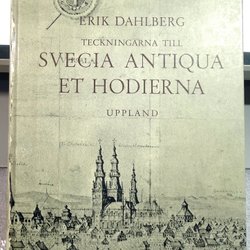 ERIK DAHLBERG
TECKNINGARNA TILL
SVECIA ANTIQUA
ET HODIERNA
UPPLAND